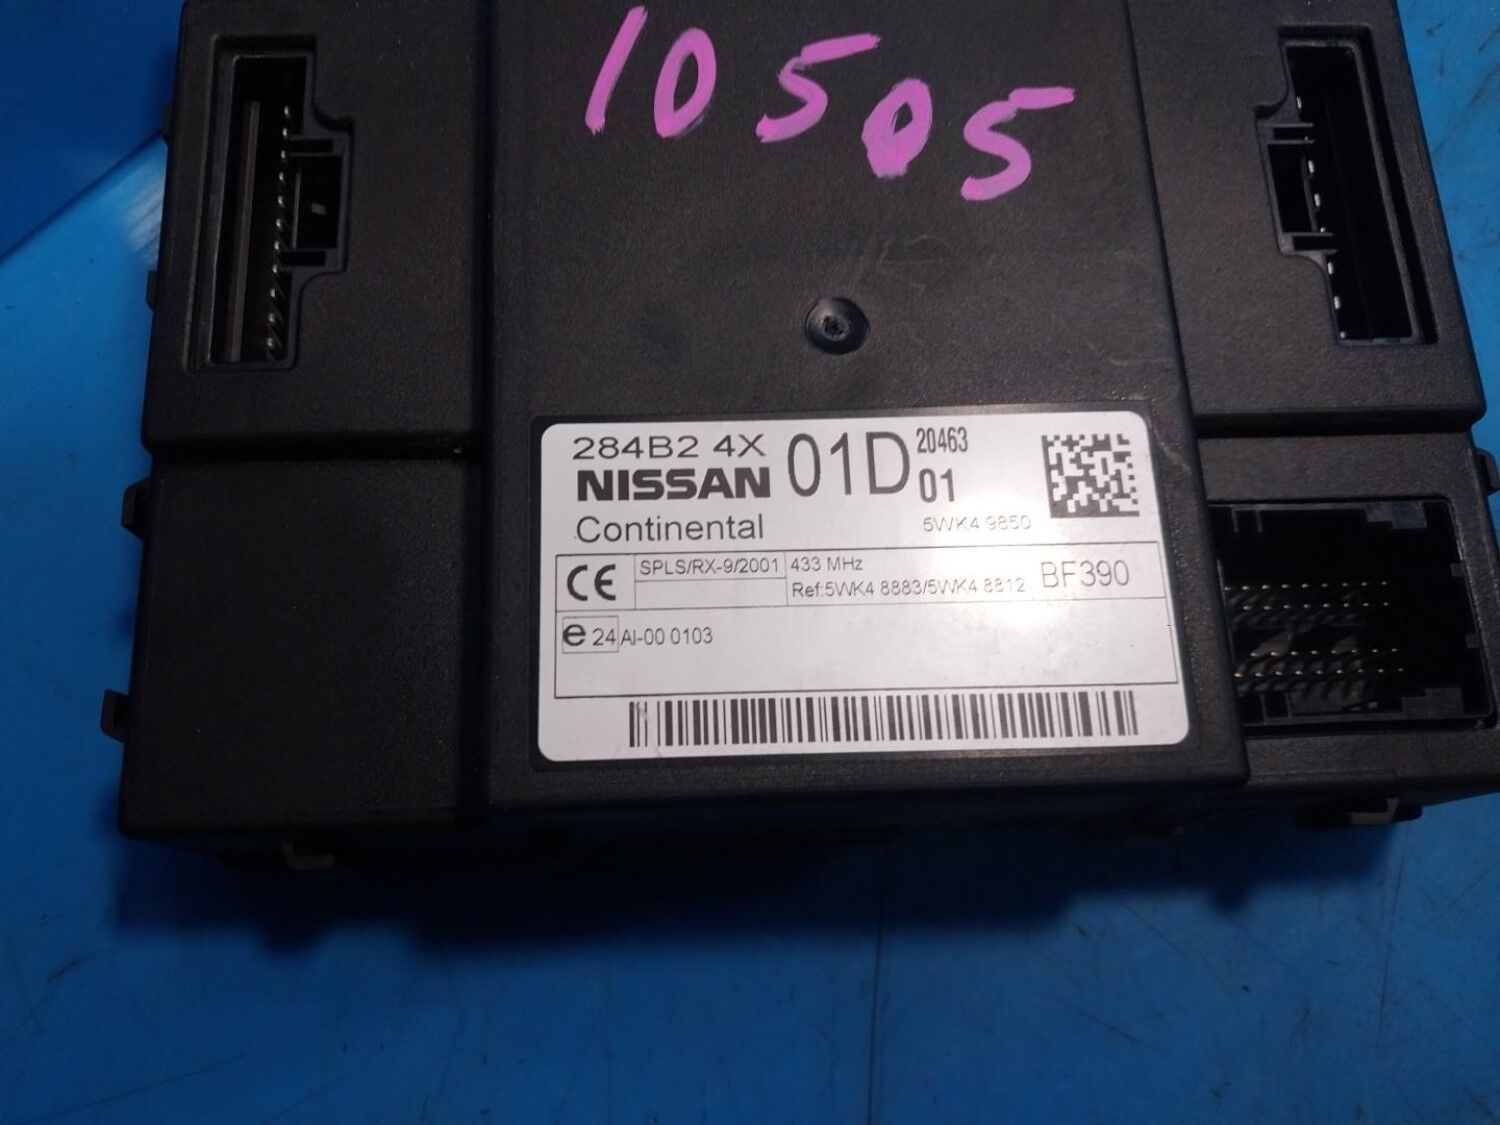 10505
284B2 4X 01D 20463
NISSAN 01
Continental 5WK4 9850
CE SPLS/RX-9/2001 433 MHz
Ref:5WK4 8883/5WK4 8812 BF390
e 24 AI-00 0103